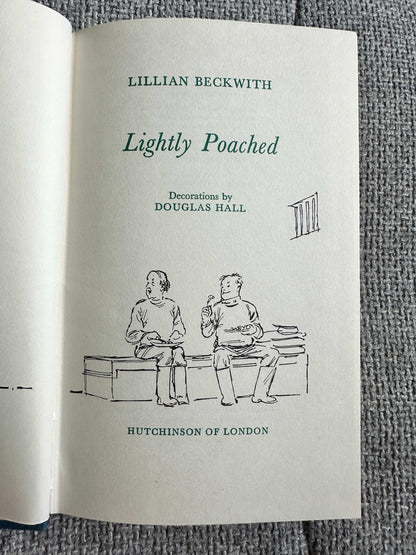 LILLIAN BECKWITH
Lightly Poached
Decorations by
DOUGLAS HALL
HUTCHINSON OF LONDON